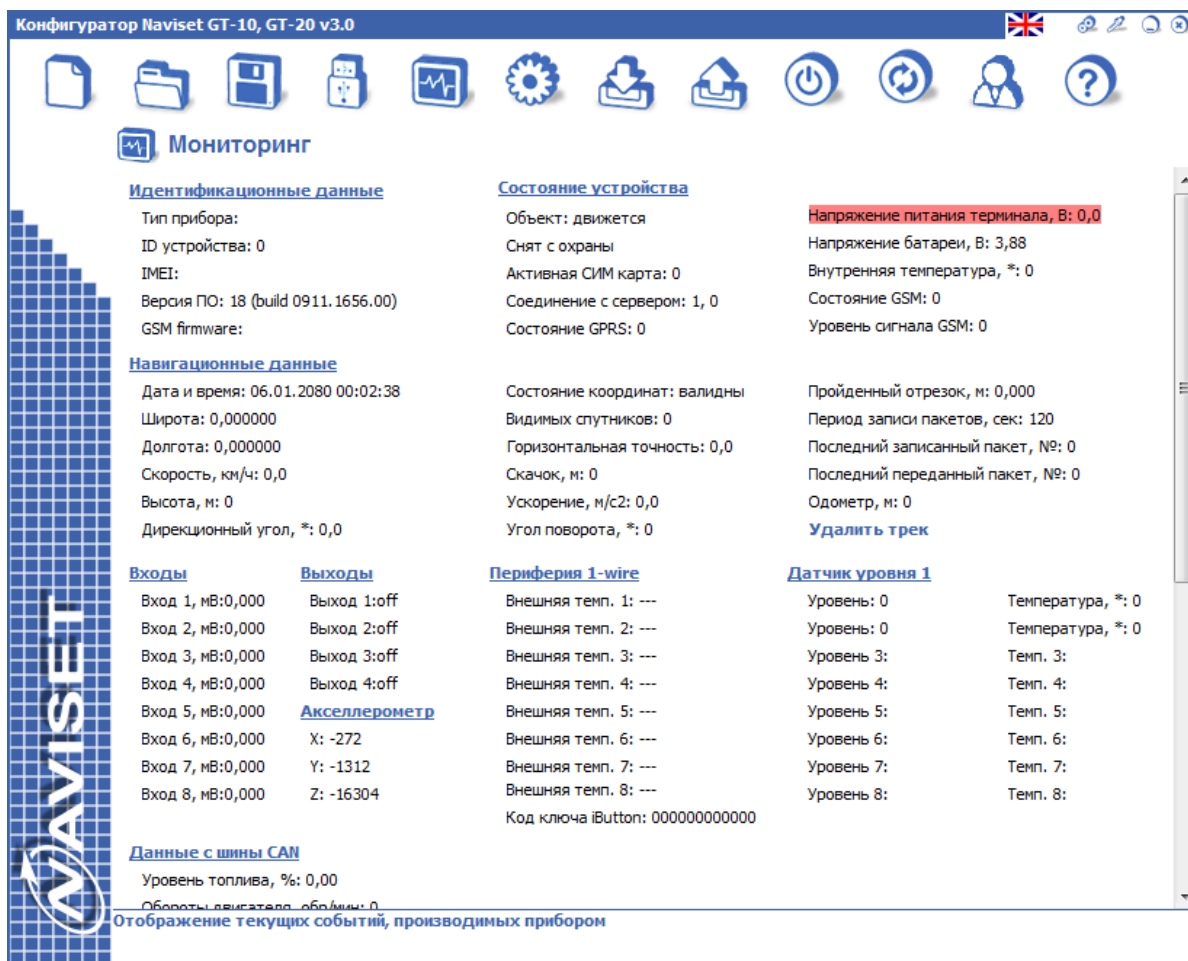 Конфигуратор Naviset GT-10, GT-20 v3.0
Мониторинг
Идентификационные данные
Тип прибора:
ID устройства: 0
IMEI:
Версия ПО: 18 (build 0911.1656.00)
GSM firmware:
Состояние устройства
Объект: движется
Снят с охраны
Активная СИМ карта: 0
Соединение с сервером: 1, 0
Состояние GPRS: 0
Напряжение питания терминала, В: 0,0
Напряжение батареи, В: 3,88
Внутренняя температура, *: 0
Состояние GSM: 0
Уровень сигнала GSM: 0
Навигационные данные
Дата и время: 06.01.2080 00:02:38
Широта: 0,000000
Долгота: 0,000000
Скорость, км/ч: 0,0
Высота, м: 0
Дирекционный угол, *: 0,0
Состояние координат: валидны
Видимых спутников: 0
Горизонтальная точность: 0,0
Скачок, м: 0
Ускорение, м/с2: 0,0
Угол поворота, *: 0
Пройденный отрезок, м: 0,000
Период записи пакетов, сек: 120
Последний записанный пакет, №: 0
Последний переданный пакет, №: 0
Одометр, м: 0
Удалить трек
Входы
Вход 1, мВ:0,000
Вход 2, мВ:0,000
Вход 3, мВ:0,000
Вход 4, мВ:0,000
Вход 5, мВ:0,000
Вход 6, мВ:0,000
Вход 7, мВ:0,000
Вход 8, мВ:0,000
Выходы
Выход 1:off
Выход 2:off
Выход 3:off
Выход 4:off
Акселлерометр
X: -272
Y: -1312
Z: -16304
Периферия 1-wire
Внешняя темп. 1: ---
Внешняя темп. 2: ---
Внешняя темп. 3: ---
Внешняя темп. 4: ---
Внешняя темп. 5: ---
Внешняя темп. 6: ---
Внешняя темп. 7: ---
Внешняя темп. 8: ---
Код ключа iButton: 000000000000
Датчик уровня 1
Уровень: 0
Температура, *: 0
Уровень: 0
Температура, *: 0
Уровень 3:
Темп. 3:
Уровень 4:
Темп. 4:
Уровень 5:
Темп. 5:
Уровень 6:
Темп. 6:
Уровень 7:
Темп. 7:
Уровень 8:
Темп. 8:
Данные с шины CAN
Уровень топлива, %: 0,00
Обороты двигателя, обр/мин: 0
Отображение текущих событий, производимых прибором
NAVISET